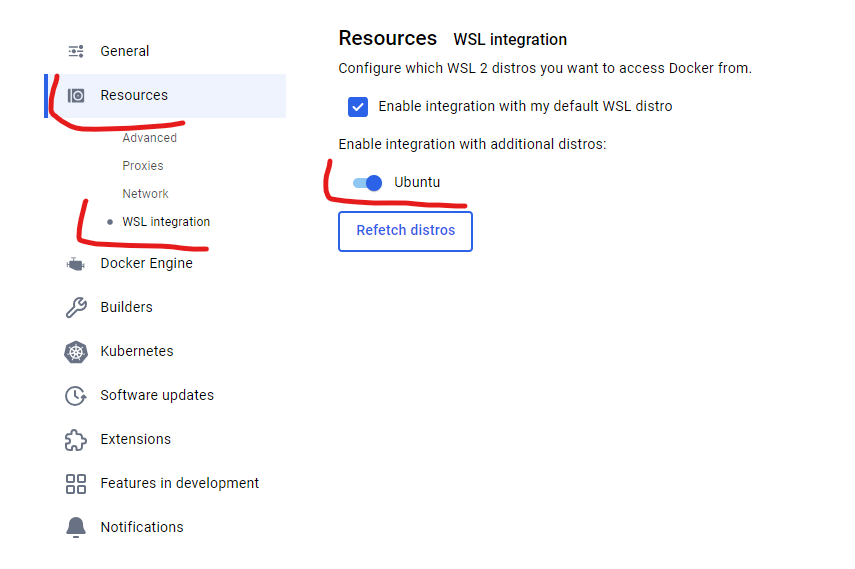 General
Resources
Advanced
Proxies
Network
WSL integration
Docker Engine
Builders
Kubernetes
Software updates
Extensions
Features in development
Notifications
Resources WSL integration
Configure which WSL 2 distros you want to access Docker from.
Enable integration with my default WSL distro
Enable integration with additional distros:
Ubuntu
Refetch distros